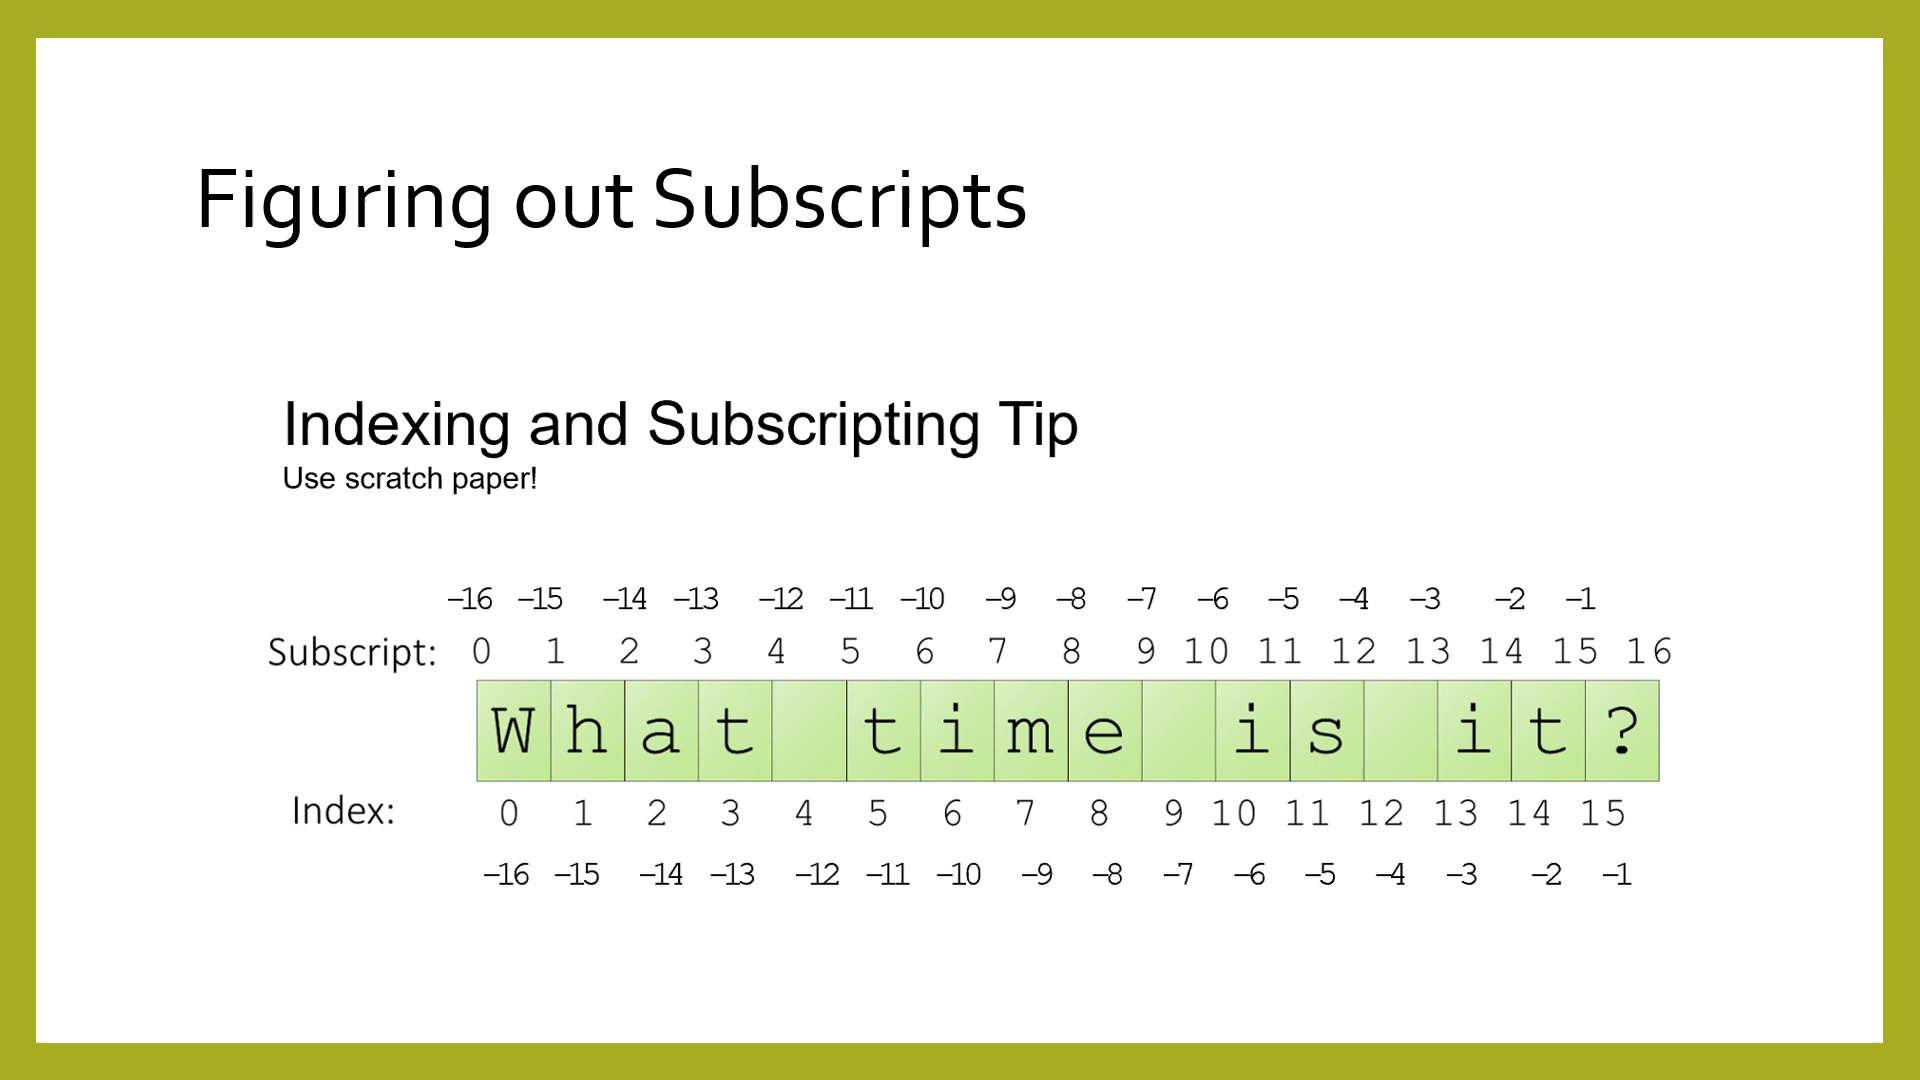 Figuring out Subscripts
Indexing and Subscripting Tip
Use scratch paper!
–16 –15 –14 –13 –12 –11 –10 –9 –8 –7 –6 –5 –4 –3 –2 –1
Subscript: 0 1 2 3 4 5 6 7 8 9 10 11 12 13 14 15 16
W h a t   t i m e   i s   i t ?
Index: 0 1 2 3 4 5 6 7 8 9 10 11 12 13 14 15
–16 –15 –14 –13 –12 –11 –10 –9 –8 –7 –6 –5 –4 –3 –2 –1